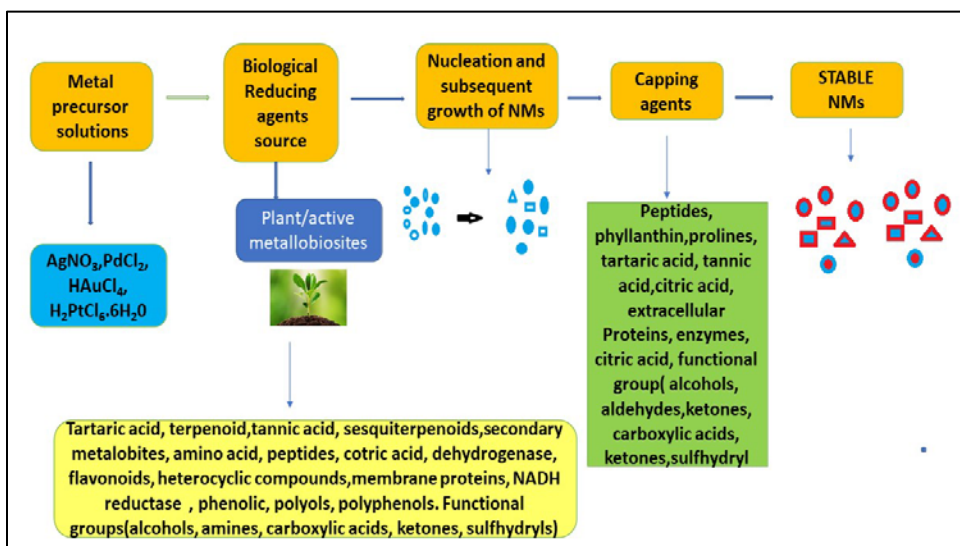 Metal
precursor
solutions
Biological
Reducing
agents
source
Nucleation and
subsequent
growth of NMs
Capping
agents
STABLE
NMs
AgNO₃,PdCl₂,
HAuCl₄,
H₂PtCl₆.6H₂0
Plant/active
metallobiosites
Peptides,
phyllanthin,prolines,
tartaric acid, tannic
acid,citric acid,
extracellular
Proteins, enzymes,
citric acid, functional
group( alcohols,
aldehydes,ketones,
carboxylic acids,
ketones,sulfhydryl
Tartaric acid, terpenoid,tannic acid, sesquiterpenoids,secondary
metalobites, amino acid, peptides, cotric acid, dehydrogenase,
flavonoids, heterocyclic compounds,membrane proteins, NADH
reductase , phenolic, polyols, polyphenols. Functional
groups(alcohols, amines, carboxylic acids, ketones, sulfhydryls)